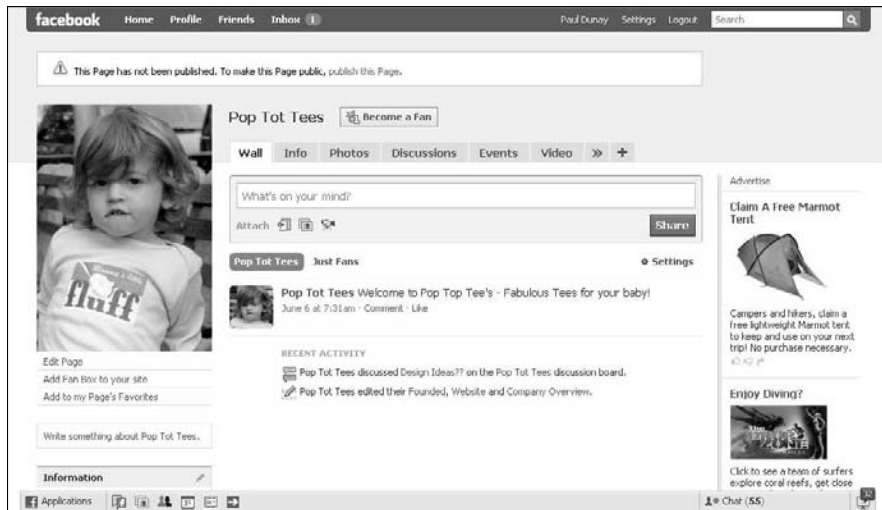 facebook Home Profile Friends Inbox 1 Paul Dunay Settings Logout Search
This Page has not been published. To make this Page public, publish this Page.
Pop Tot Tees Become a Fan
Wall Info Photos Discussions Events Video » +
What's on your mind?
Attach Share
Pop Tot Tees Just Fans Settings
Pop Tot Tees Welcome to Pop Top Tee's - Fabulous Tees for your baby!
June 6 at 7:31am · Comment · Like
RECENT ACTIVITY
Pop Tot Tees discussed Design Ideas?? on the Pop Tot Tees discussion board.
Pop Tot Tees edited their Founded, Website and Company Overview.
fluff
Edit Page
Add Fan Box to your site
Add to my Page's Favorites
Write something about Pop Tot Tees.
Information
Advertise
Claim A Free Marmot
Tent
Campers and hikers, claim a
free lightweight Marmot tent
to keep and use on your next
trip! No purchase necessary.
Enjoy Diving?
Click to see a team of surfers
explore coral reefs, get close
Applications 31 Chat (55)